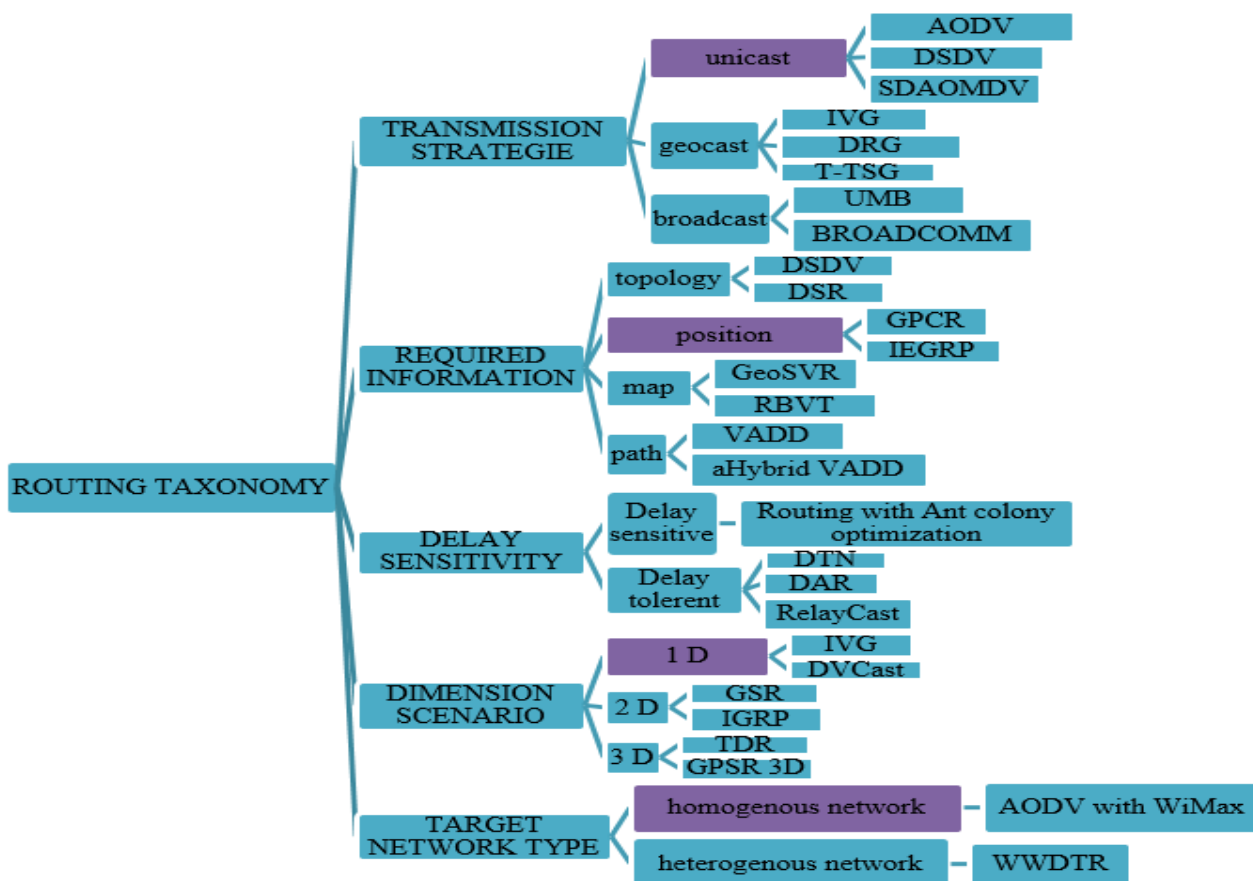 ROUTING TAXONOMY
TRANSMISSION
STRATEGIE
unicast
AODV
DSDV
SDAOMDV
geocast
IVG
DRG
T-TSG
broadcast
UMB
BROADCOMM
REQUIRED
INFORMATION
topology
DSDV
DSR
position
GPCR
IEGRP
map
GeoSVR
RBVT
path
VADD
aHybrid VADD
DELAY
SENSITIVITY
Delay
sensitive
Routing with Ant colony
optimization
Delay
tolerent
DTN
DAR
RelayCast
DIMENSION
SCENARIO
1 D
IVG
DVCast
2 D
GSR
IGRP
3 D
TDR
GPSR 3D
TARGET
NETWORK TYPE
homogenous network
AODV with WiMax
heterogenous network
WWDTR